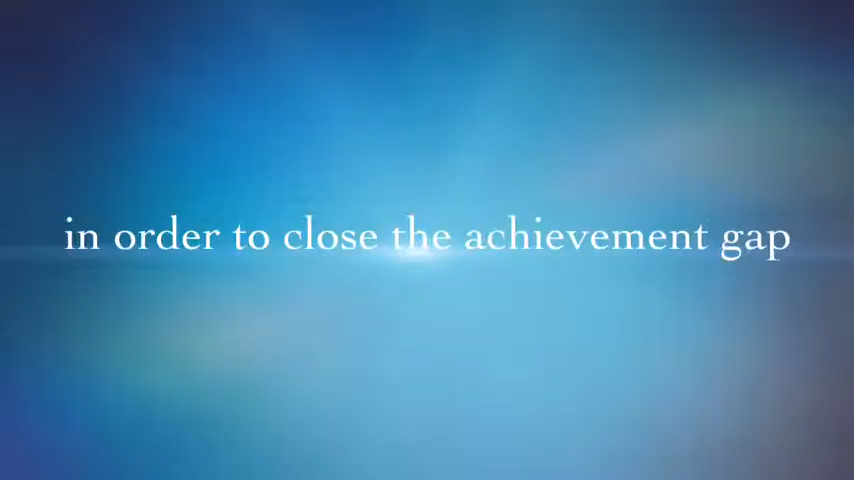 in order to close the achievement gap